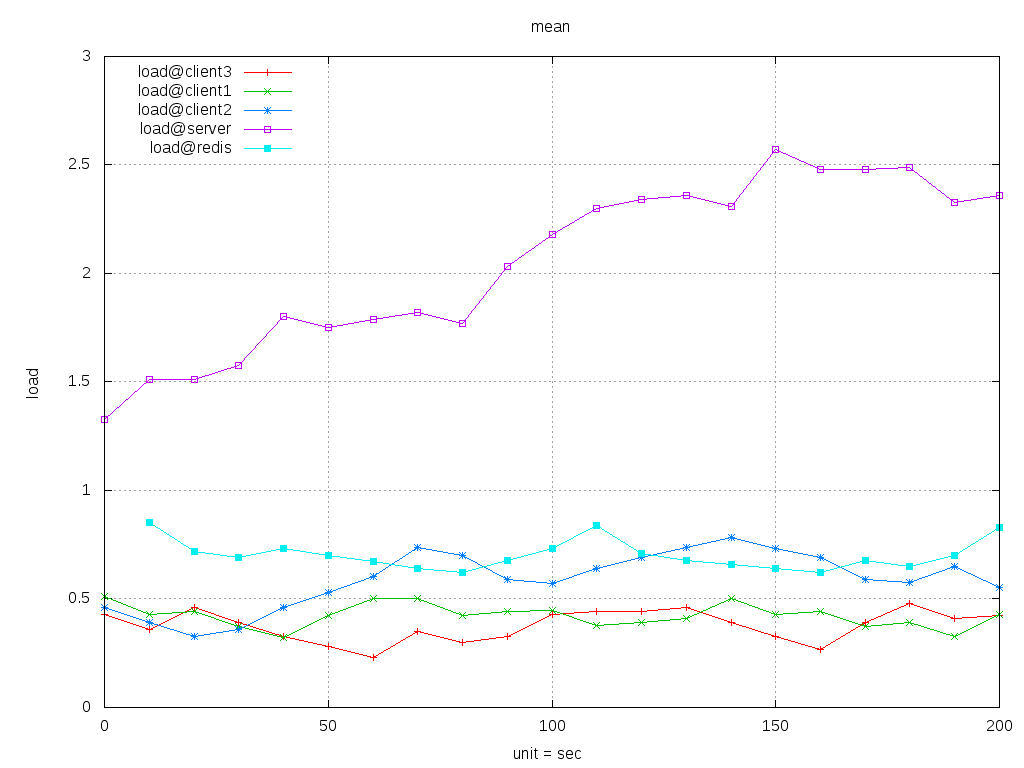 mean
3
load@client3
load@client1
load@client2
load@server
load@redis
2.5
2
1.5
load
1
0.5
0
0 50 100 150 200
unit = sec